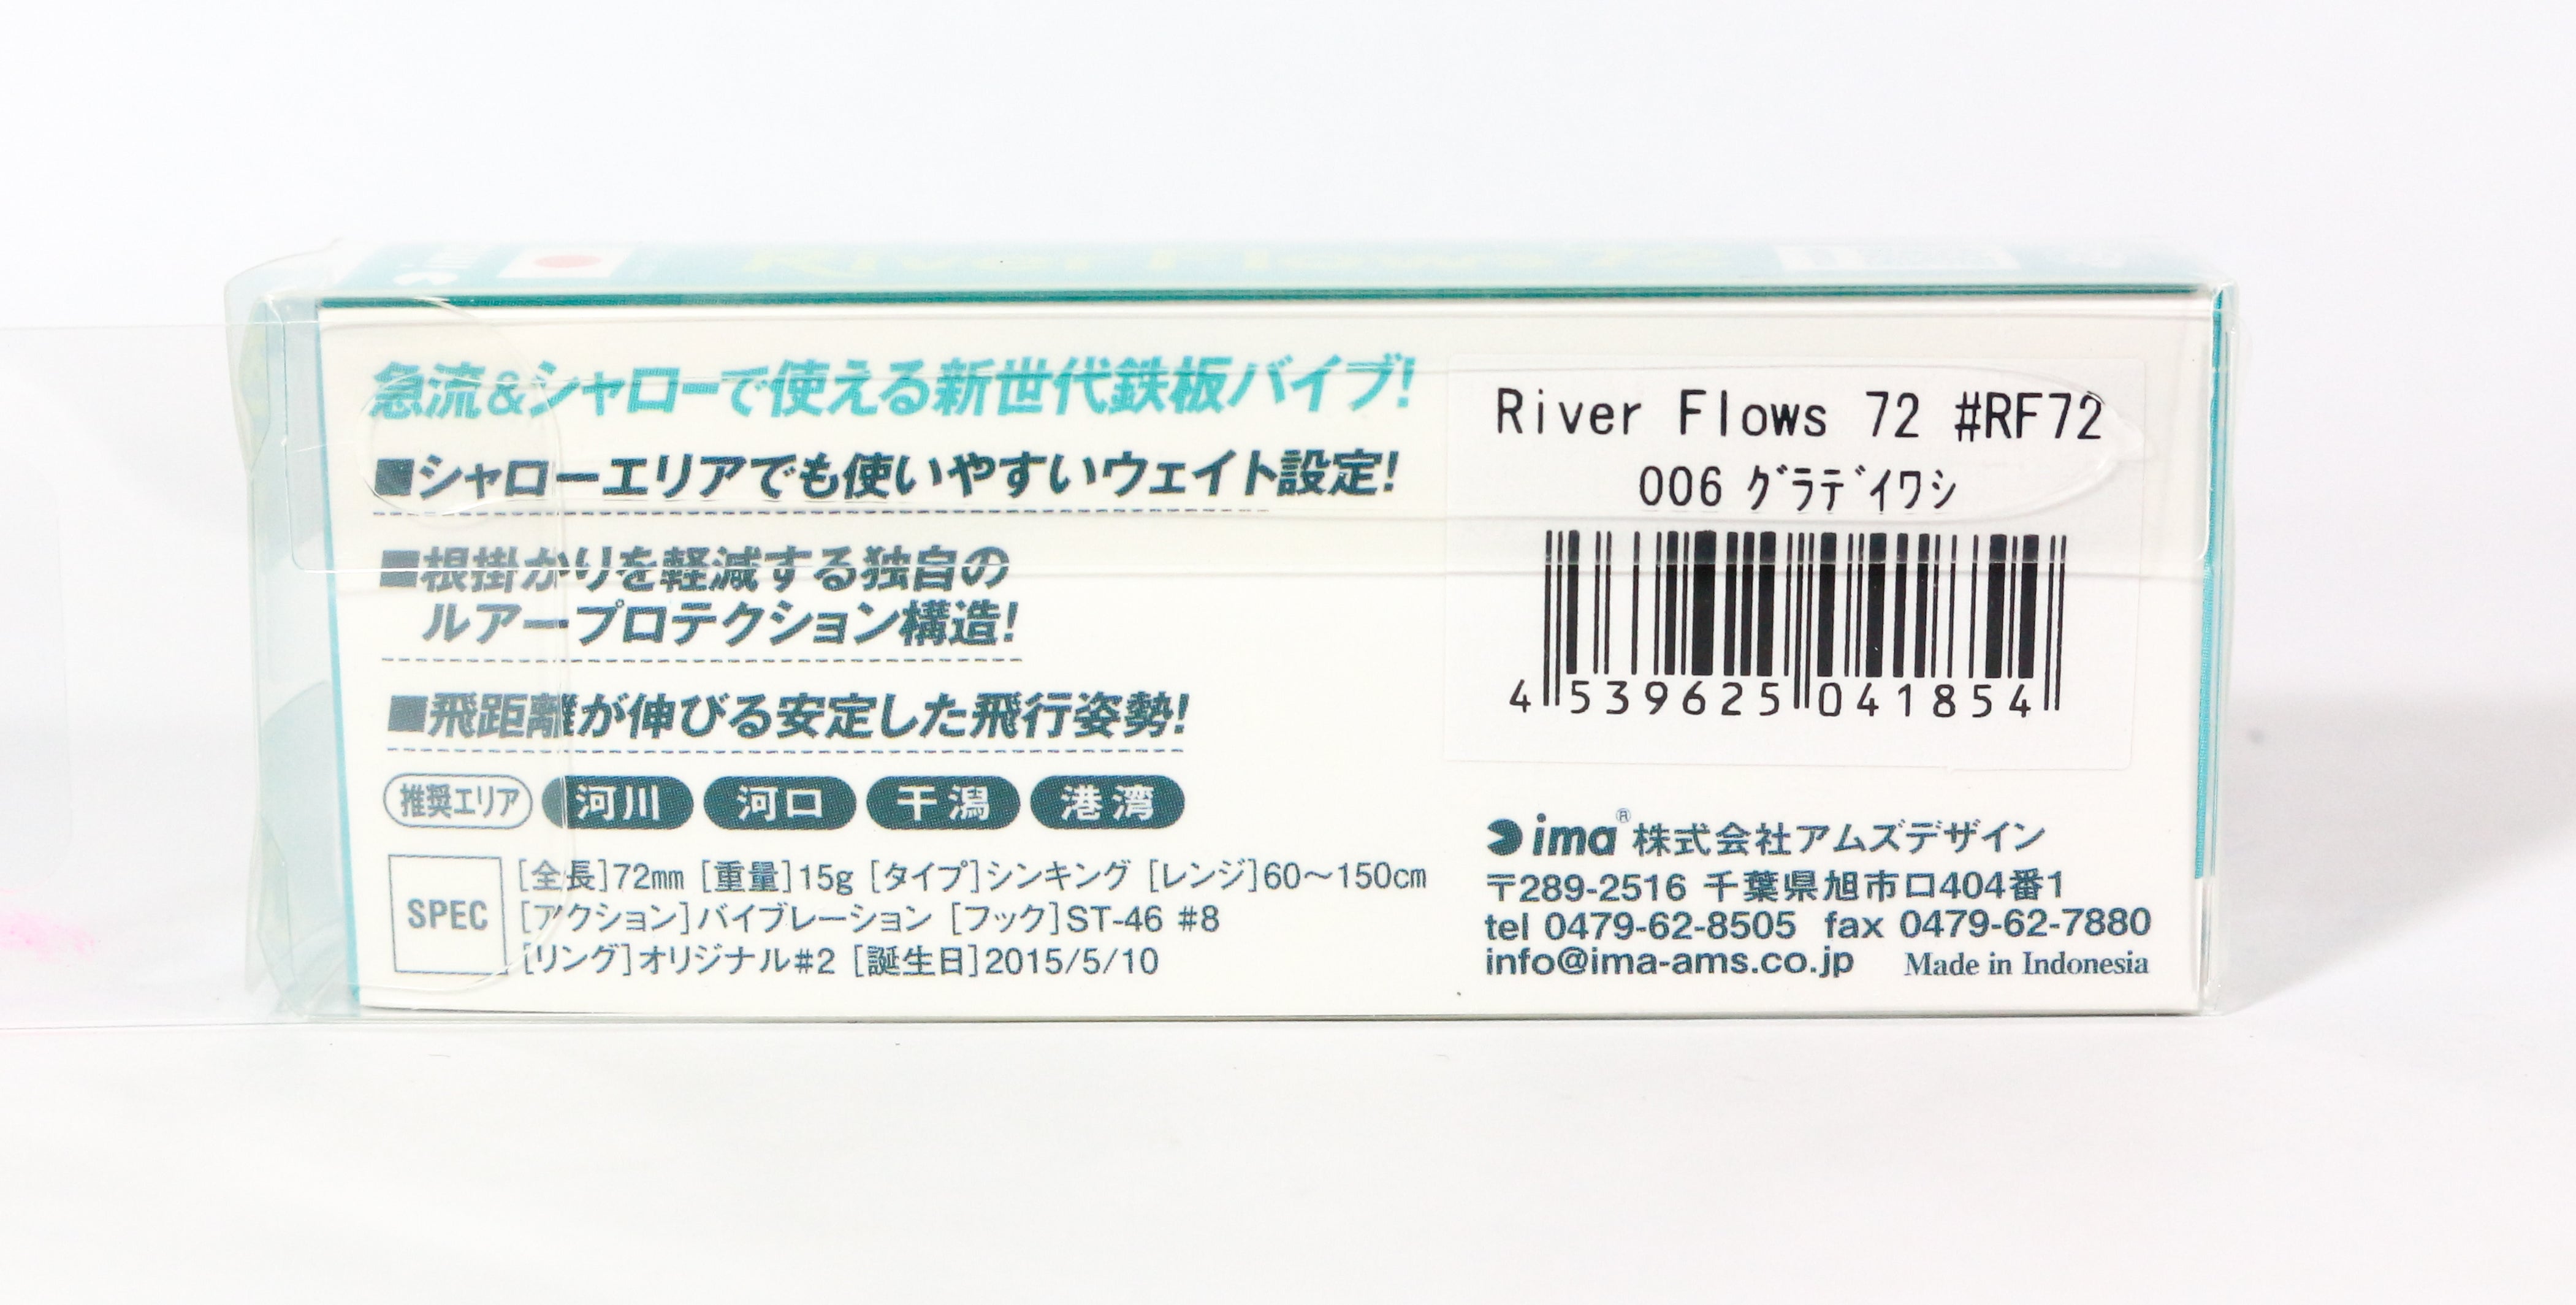 River Flows 72
急流&シャローで使える新世代鉄板バイブ!
■シャローエリアでも使いやすいウェイト設定!
■根掛かりを軽減する独自の
ルアープロテクション構造!
■飛距離が伸びる安定した飛行姿勢!
推奨エリア 河川 河口 干潟 港湾
SPEC
[全長]72mm [重量]15g [タイプ]シンキング [レンジ]60〜150cm
[アクション]バイブレーション [フック]ST-46 #8
[リング]オリジナル#2 [誕生日]2015/5/10
River Flows 72 #RF72
006 グラデイワシ
4 539625 041854
ima® 株式会社アムズデザイン
〒289-2516 千葉県旭市ロ404番1
tel 0479-62-8505 fax 0479-62-7880
info@ima-ams.co.jp Made in Indonesia